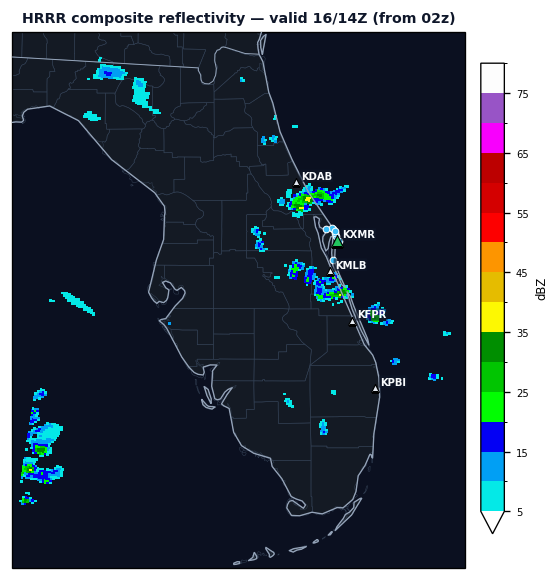 HRRR composite reflectivity — valid 16/14Z (from 02z)
75
65
KDAB
55
KXMR
45
KMLB
dBZ
35
KFPR
25
KPBI
15
5